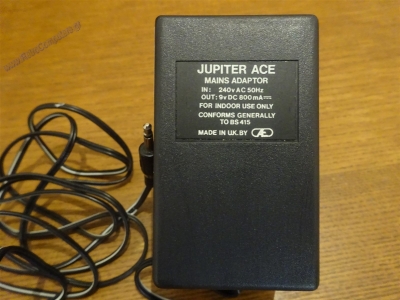 JUPITER ACE
MAINS ADAPTOR
IN: 240v AC 50Hz
OUT: 9v DC 800mA
FOR INDOOR USE ONLY
CONFORMS GENERALLY
TO BS 415
MADE IN U.K. BY